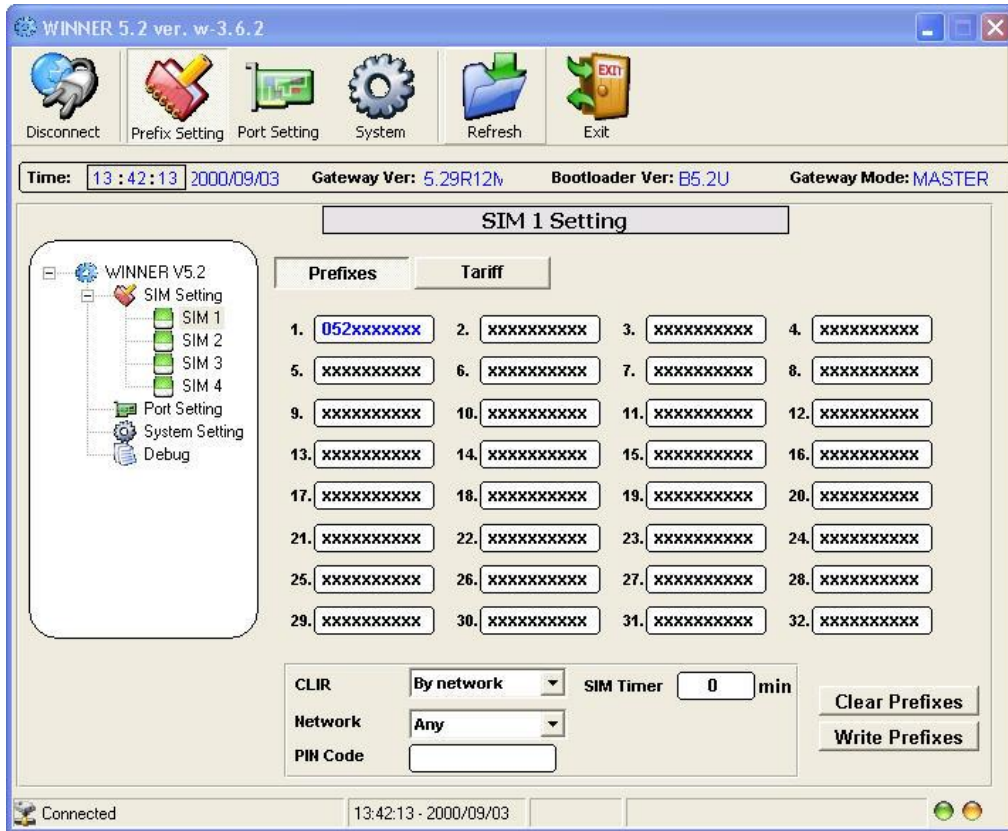 WINNER 5.2 ver. w-3.6.2
Disconnect Prefix Setting Port Setting System Refresh EXIT Exit
Time: 13:42:13 2000/09/03 Gateway Ver: 5.29R12M Bootloader Ver: B5.2U Gateway Mode: MASTER
SIM 1 Setting
WINNER V5.2
SIM Setting
SIM 1
SIM 2
SIM 3
SIM 4
Port Setting
System Setting
Debug
Prefixes Tariff
1. 052xxxxxxx 2. xxxxxxxxxx 3. xxxxxxxxxx 4. xxxxxxxxxx
5. xxxxxxxxxx 6. xxxxxxxxxx 7. xxxxxxxxxx 8. xxxxxxxxxx
9. xxxxxxxxxx 10. xxxxxxxxxx 11. xxxxxxxxxx 12. xxxxxxxxxx
13. xxxxxxxxxx 14. xxxxxxxxxx 15. xxxxxxxxxx 16. xxxxxxxxxx
17. xxxxxxxxxx 18. xxxxxxxxxx 19. xxxxxxxxxx 20. xxxxxxxxxx
21. xxxxxxxxxx 22. xxxxxxxxxx 23. xxxxxxxxxx 24. xxxxxxxxxx
25. xxxxxxxxxx 26. xxxxxxxxxx 27. xxxxxxxxxx 28. xxxxxxxxxx
29. xxxxxxxxxx 30. xxxxxxxxxx 31. xxxxxxxxxx 32. xxxxxxxxxx
CLIR By network SIM Timer 0 min
Network Any
PIN Code
Clear Prefixes
Write Prefixes
Connected 13:42:13 - 2000/09/03